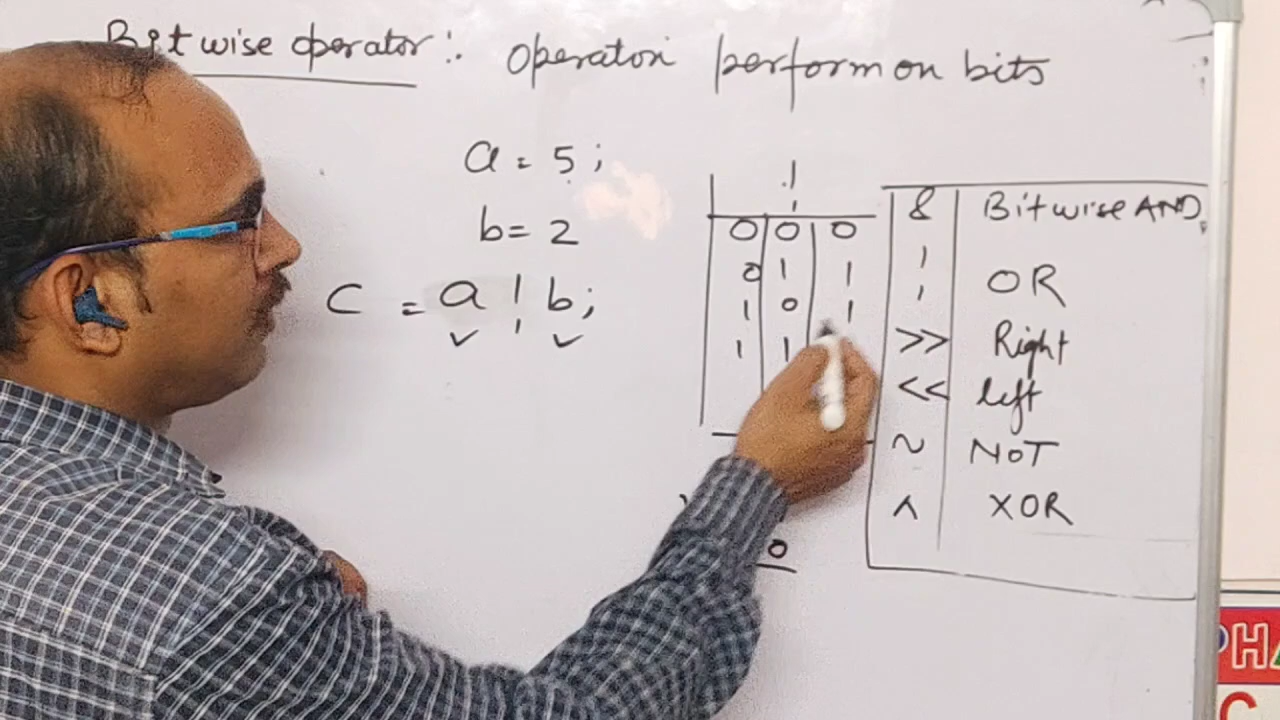 Bitwise operator :. operation perform on bits
a = 5 ;
b = 2
c = a ¦ b;
¦
0 0 0
0 1 1
1 0 1
1 1
0
& Bitwise AND
¦ OR
>> Right
<< left
~ NOT
^ XOR